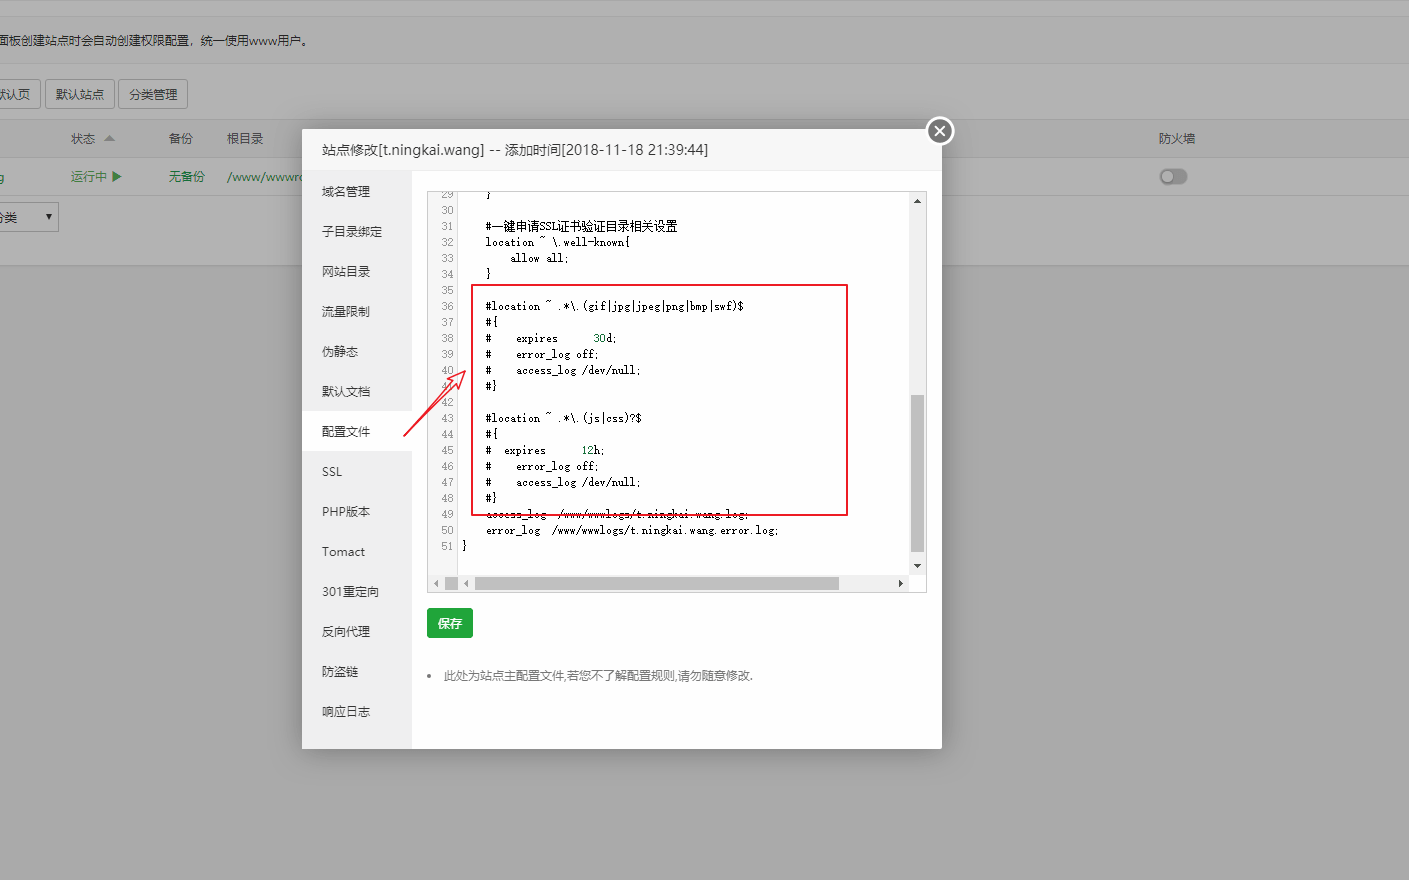 面板创建站点时会自动创建权限配置，统一使用www用户。
默认页 默认站点 分类管理
状态 备份 根目录 防火墙
运行中 无备份 /www/wwwro
分类
站点修改[t.ningkai.wang] -- 添加时间[2018-11-18 21:39:44]
域名管理
子目录绑定
网站目录
流量限制
伪静态
默认文档
配置文件
SSL
PHP版本
Tomact
301重定向
反向代理
防盗链
响应日志
29 }
30
31 #一键申请SSL证书验证目录相关设置
32 location ~ \.well-known{
33 allow all;
34 }
35
36 #location ~ .*\.(gif|jpg|jpeg|png|bmp|swf)$
37 #{
38 # expires 30d;
39 # error_log off;
40 # access_log /dev/null;
41 #}
42
43 #location ~ .*\.(js|css)?$
44 #{
45 # expires 12h;
46 # error_log off;
47 # access_log /dev/null;
48 #}
49 access_log /www/wwwlogs/t.ningkai.wang.log;
50 error_log /www/wwwlogs/t.ningkai.wang.error.log;
51 }
保存
此处为站点主配置文件,若您不了解配置规则,请勿随意修改.